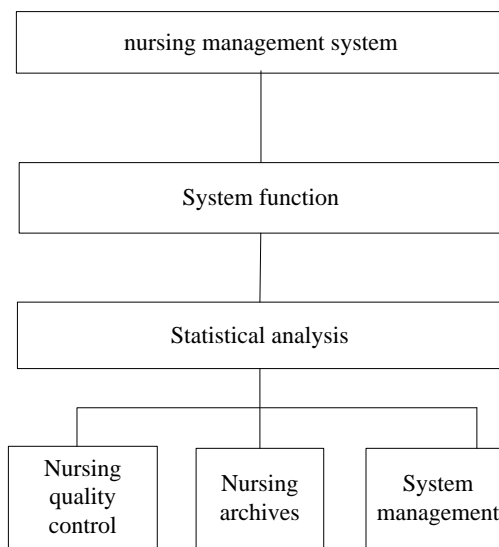 nursing management system
System function
Statistical analysis
Nursing
quality
control
Nursing
archives
System
management